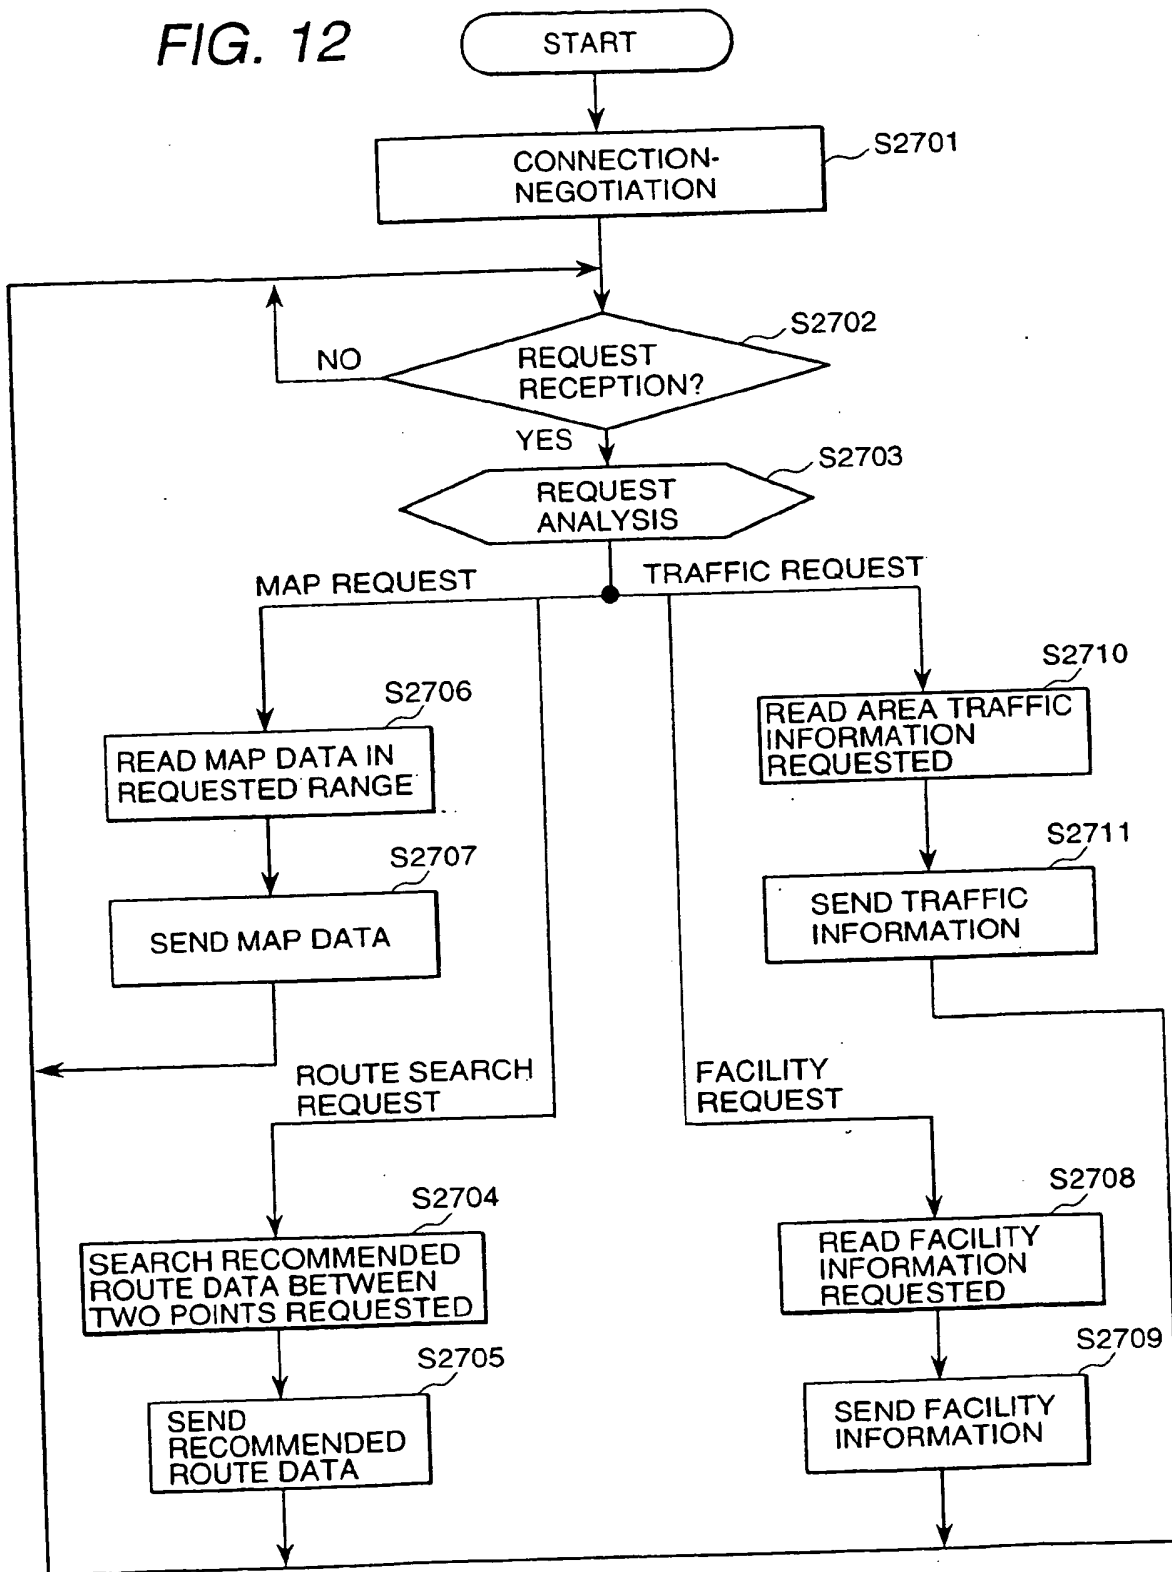 FIG. 12
START
CONNECTION-
NEGOTIATION
S2701
S2702
NO
REQUEST
RECEPTION?
YES
S2703
REQUEST
ANALYSIS
MAP REQUEST
TRAFFIC REQUEST
S2706
READ MAP DATA IN
REQUESTED RANGE
S2710
READ AREA TRAFFIC
INFORMATION
REQUESTED
S2707
SEND MAP DATA
S2711
SEND TRAFFIC
INFORMATION
ROUTE SEARCH
REQUEST
FACILITY
REQUEST
S2704
SEARCH RECOMMENDED
ROUTE DATA BETWEEN
TWO POINTS REQUESTED
S2708
READ FACILITY
INFORMATION
REQUESTED
S2705
SEND
RECOMMENDED
ROUTE DATA
S2709
SEND FACILITY
INFORMATION